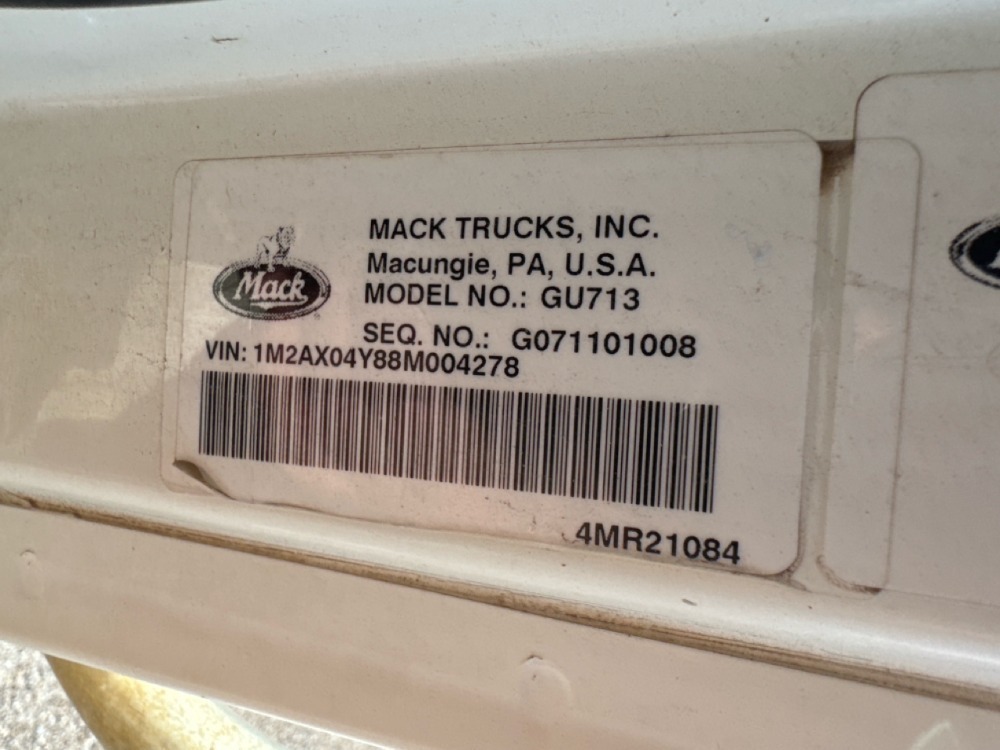 MACK TRUCKS, INC.
Macungie, PA, U.S.A.
MODEL NO.: GU713
SEQ. NO.: G071101008
VIN: 1M2AX04Y88M004278
Mack
4MR21084